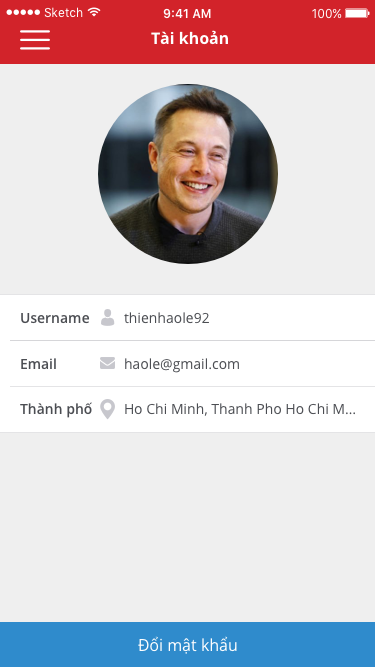 Sketch 9:41 AM 100%
Tài khoản
Username thienhaole92
Email haole@gmail.com
Thành phố Ho Chi Minh, Thanh Pho Ho Chi M...
Đổi mật khẩu